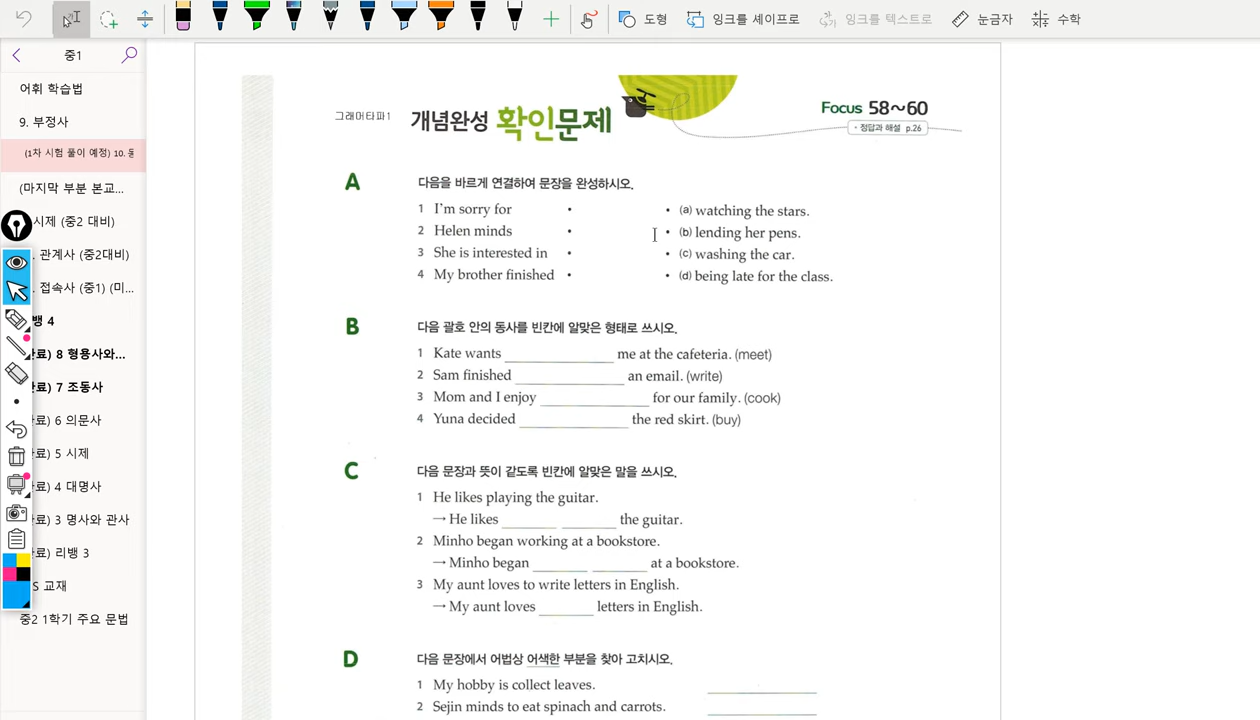 도형
잉크를 셰이프로
잉크를 텍스트로
눈금자
수학
중1
어휘 학습법
9. 부정사
(1차 시험 풀이 예정) 10.
(마지막 부분 본교...
시제 (중2 대비)
관계사 (중2대비)
접속사 (중1) (미...
뱅 4
료) 8 형용사와...
료) 7 조동사
료) 6 의문사
료) 5 시제
료) 4 대명사
료) 3 명사와 관사
료) 리뱅 3
S 교재
중2 1학기 주요 문법
그래머타파1
개념완성 확인문제
Focus 58~60
· 정답과 해설 p.26
A 다음을 바르게 연결하여 문장을 완성하시오.
1 I'm sorry for • • (a) watching the stars.
2 Helen minds • • (b) lending her pens.
3 She is interested in • • (c) washing the car.
4 My brother finished • • (d) being late for the class.
B 다음 괄호 안의 동사를 빈칸에 알맞은 형태로 쓰시오.
1 Kate wants ____________ me at the cafeteria. (meet)
2 Sam finished ____________ an email. (write)
3 Mom and I enjoy ____________ for our family. (cook)
4 Yuna decided ____________ the red skirt. (buy)
C 다음 문장과 뜻이 같도록 빈칸에 알맞은 말을 쓰시오.
1 He likes playing the guitar.
→ He likes ______ ______ the guitar.
2 Minho began working at a bookstore.
→ Minho began ______ ______ at a bookstore.
3 My aunt loves to write letters in English.
→ My aunt loves ______ letters in English.
D 다음 문장에서 어법상 어색한 부분을 찾아 고치시오.
1 My hobby is collect leaves. ____________
2 Sejin minds to eat spinach and carrots. ____________